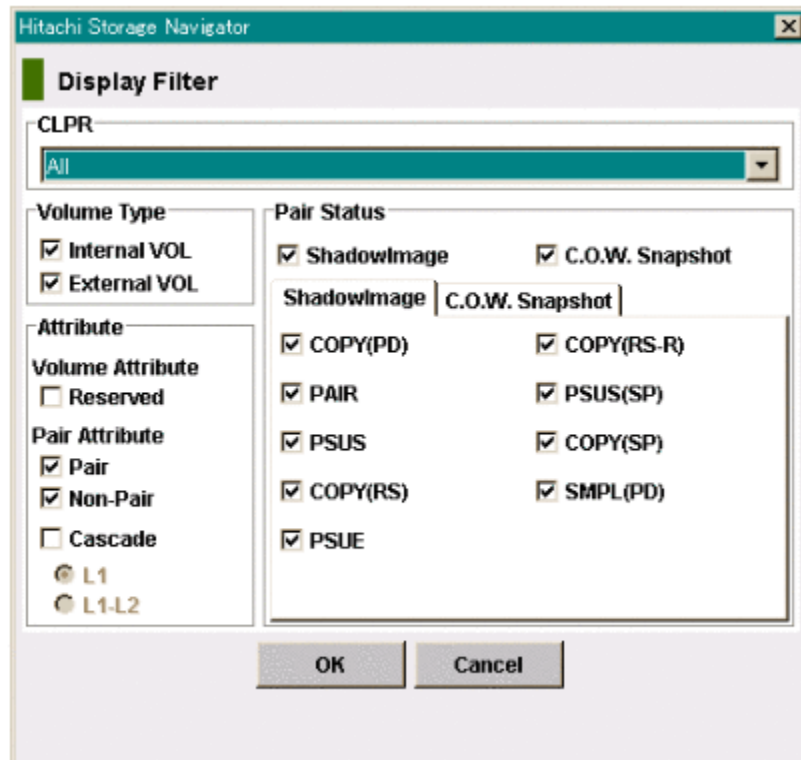 Hitachi Storage Navigator
Display Filter
CLPR
All
Volume Type
Internal VOL
External VOL
Attribute
Volume Attribute
Reserved
Pair Attribute
Pair
Non-Pair
Cascade
L1
L1-L2
Pair Status
ShadowImage C.O.W. Snapshot
ShadowImage C.O.W. Snapshot
COPY(PD) COPY(RS-R)
PAIR PSUS(SP)
PSUS COPY(SP)
COPY(RS) SMPL(PD)
PSUE
OK Cancel